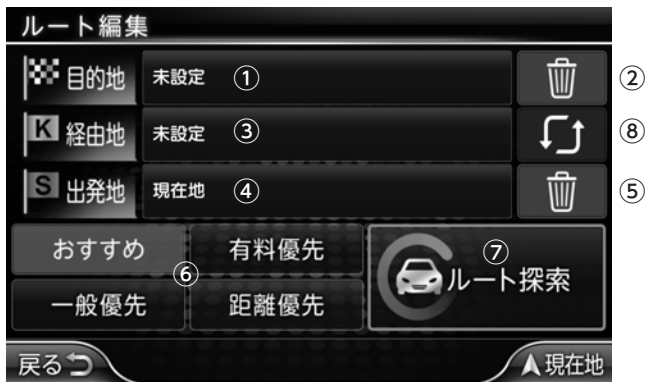 ルート編集
目的地 未設定 ① ②
K 経由地 未設定 ③ ⑧
S 出発地 現在地 ④ ⑤
おすすめ 有料優先 ⑦
⑥ ルート探索
一般優先 距離優先
戻る 現在地